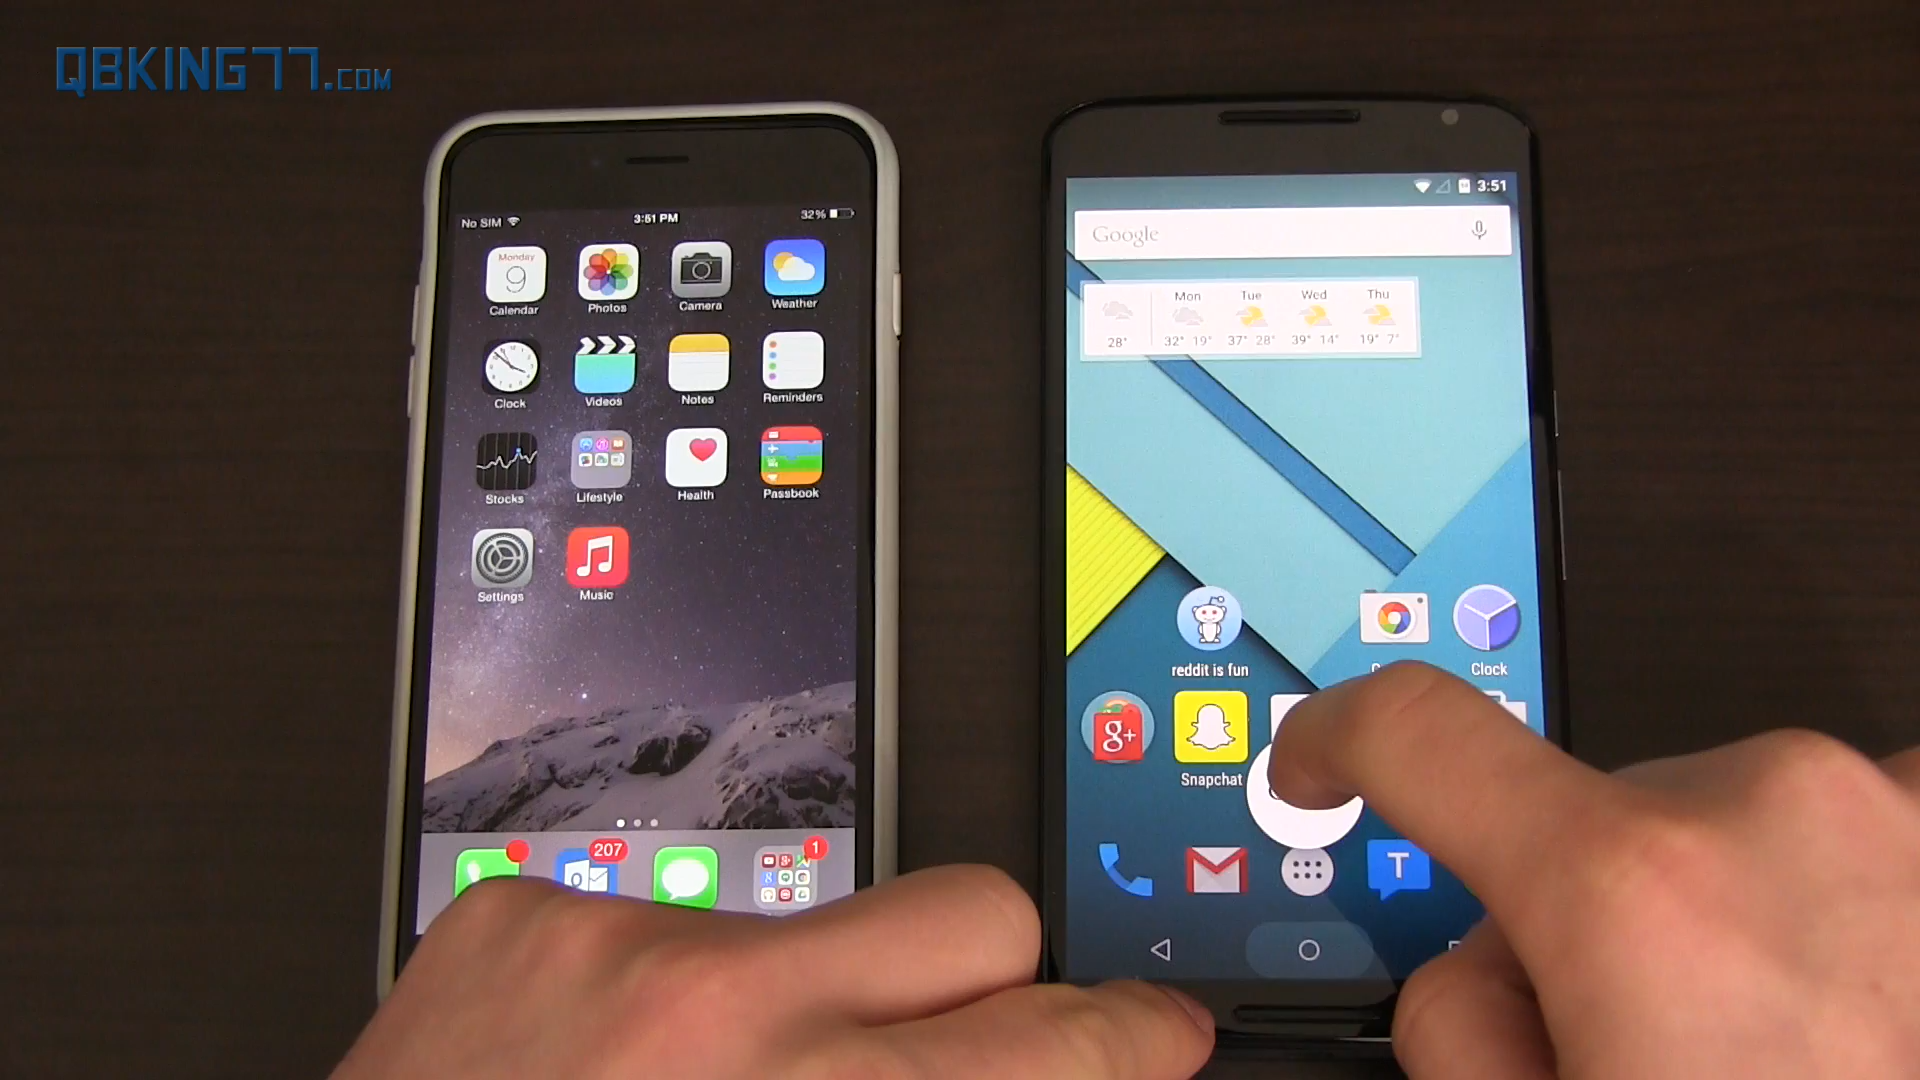 QBKING77.COM
No SIM 3:51 PM 32%
Monday
9
Calendar Photos Camera Weather
Clock Videos Notes Reminders
Stocks Lifestyle Health Passbook
Settings Music
207 1
3:51
Google
Mon Tue Wed Thu
28° 32° 19° 37° 28° 39° 14° 19° 7°
reddit is fun Clock
g+
Snapchat
T